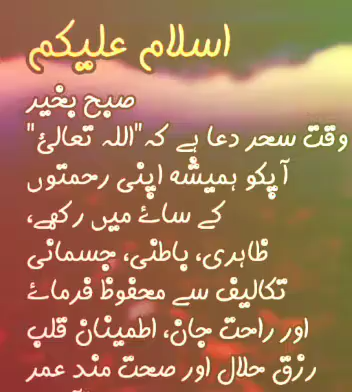 اسلام علیکم
صبح بخیر
وقت سحر دعا ہے کہ"اللہ تعالیٰ"
آپکو ہمیشہ اپنی رحمتوں
کے سائے میں رکھے،
ظاہری، باطنی، جسمانی
تکالیف سے محفوظ فرمائے
اور راحت جان، اطمینان قلب
رزق حلال اور صحت مند عمر